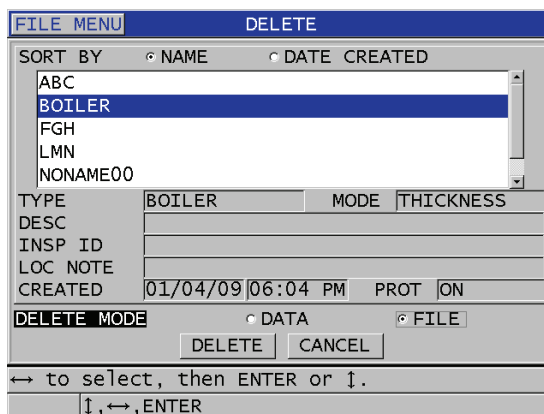 FILE MENU DELETE
SORT BY NAME DATE CREATED
ABC
BOILER
FGH
LMN
NONAME00
TYPE BOILER MODE THICKNESS
DESC
INSP ID
LOC NOTE
CREATED 01/04/09 06:04 PM PROT ON
DELETE MODE DATA FILE
DELETE CANCEL
↔ to select, then ENTER or ↕.
↕,↔,ENTER